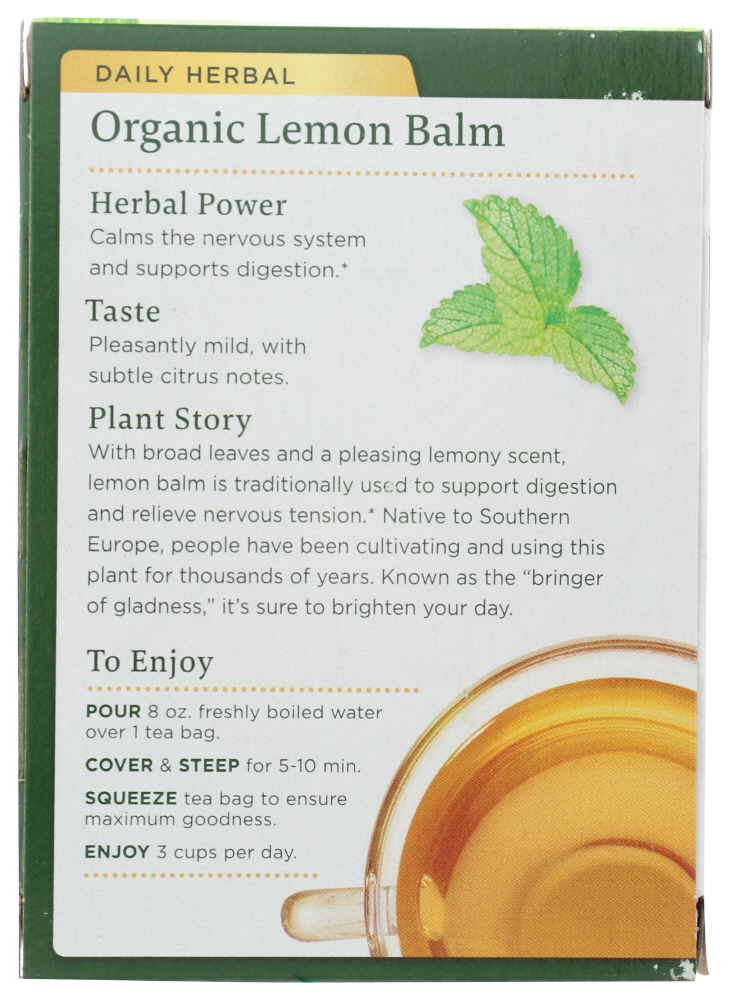 DAILY HERBAL
Organic Lemon Balm
Herbal Power
Calms the nervous system
and supports digestion.*
Taste
Pleasantly mild, with
subtle citrus notes.
Plant Story
With broad leaves and a pleasing lemony scent,
lemon balm is traditionally used to support digestion
and relieve nervous tension.* Native to Southern
Europe, people have been cultivating and using this
plant for thousands of years. Known as the “bringer
of gladness,” it’s sure to brighten your day.
To Enjoy
POUR 8 oz. freshly boiled water
over 1 tea bag.
COVER & STEEP for 5-10 min.
SQUEEZE tea bag to ensure
maximum goodness.
ENJOY 3 cups per day.